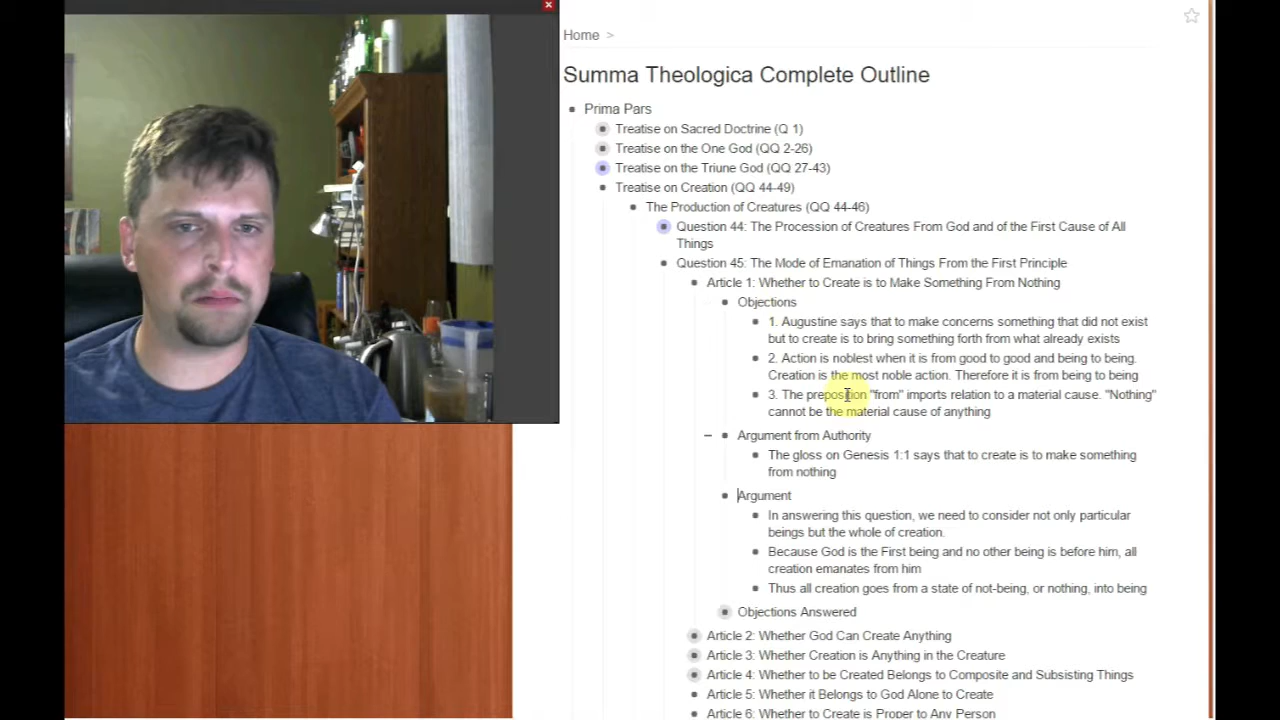 Home >
Summa Theologica Complete Outline
Prima Pars
Treatise on Sacred Doctrine (Q 1)
Treatise on the One God (QQ 2-26)
Treatise on the Triune God (QQ 27-43)
Treatise on Creation (QQ 44-49)
The Production of Creatures (QQ 44-46)
Question 44: The Procession of Creatures From God and of the First Cause of All
Things
Question 45: The Mode of Emanation of Things From the First Principle
Article 1: Whether to Create is to Make Something From Nothing
Objections
1. Augustine says that to make concerns something that did not exist
but to create is to bring something forth from what already exists
2. Action is noblest when it is from good to good and being to being.
Creation is the most noble action. Therefore it is from being to being
3. The preposition "from" imports relation to a material cause. "Nothing"
cannot be the material cause of anything
Argument from Authority
The gloss on Genesis 1:1 says that to create is to make something
from nothing
Argument
In answering this question, we need to consider not only particular
beings but the whole of creation.
Because God is the First being and no other being is before him, all
creation emanates from him
Thus all creation goes from a state of not-being, or nothing, into being
Objections Answered
Article 2: Whether God Can Create Anything
Article 3: Whether Creation is Anything in the Creature
Article 4: Whether to be Created Belongs to Composite and Subsisting Things
Article 5: Whether it Belongs to God Alone to Create
Article 6: Whether to Create is Proper to Any Person